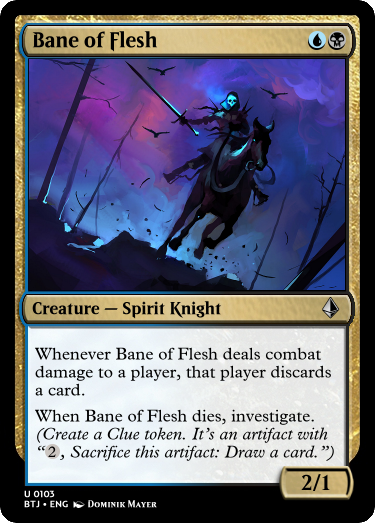 Bane of Flesh
Creature — Spirit Knight
Whenever Bane of Flesh deals combat
damage to a player, that player discards
a card.
When Bane of Flesh dies, investigate.
(Create a Clue token. It's an artifact with
“2, Sacrifice this artifact: Draw a card.”)
2/1
U 0103
BTJ • ENG Dominik Mayer